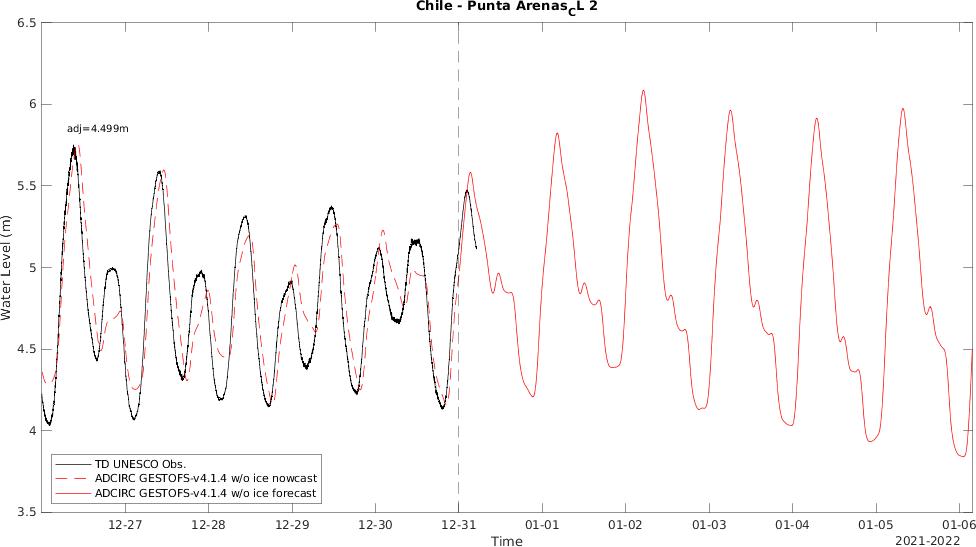 Chile - Punta Arenas_CL 2
6.5
6
5.5
5
4.5
4
3.5
Water Level (m)
adj=4.499m
TD UNESCO Obs.
ADCIRC GESTOFS-v4.1.4 w/o ice nowcast
ADCIRC GESTOFS-v4.1.4 w/o ice forecast
12-27 12-28 12-29 12-30 12-31 01-01 01-02 01-03 01-04 01-05 01-06
Time
2021-2022